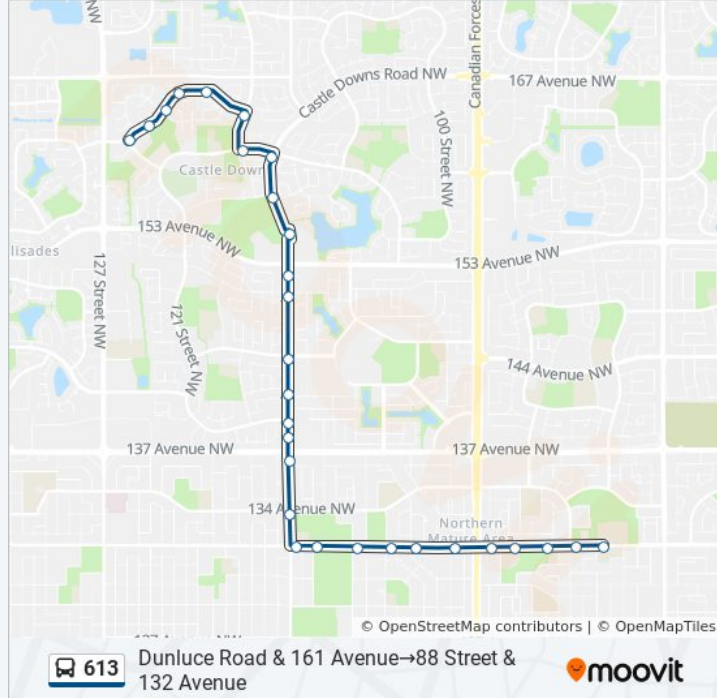 NW
Canadian Forces
Castle Downs Road NW
167 Avenue NW
100 Street NW
Castle Down
153 Avenue NW
lisades
153 Avenue NW
127 Street NW
121 Street NW
144 Avenue NW
137 Avenue NW
137 Avenue NW
134 Avenue NW
Northern
Mature Area
© OpenStreetMap contributors | © OpenMapTiles
613
Dunluce Road & 161 Avenue→88 Street &
132 Avenue
moovit